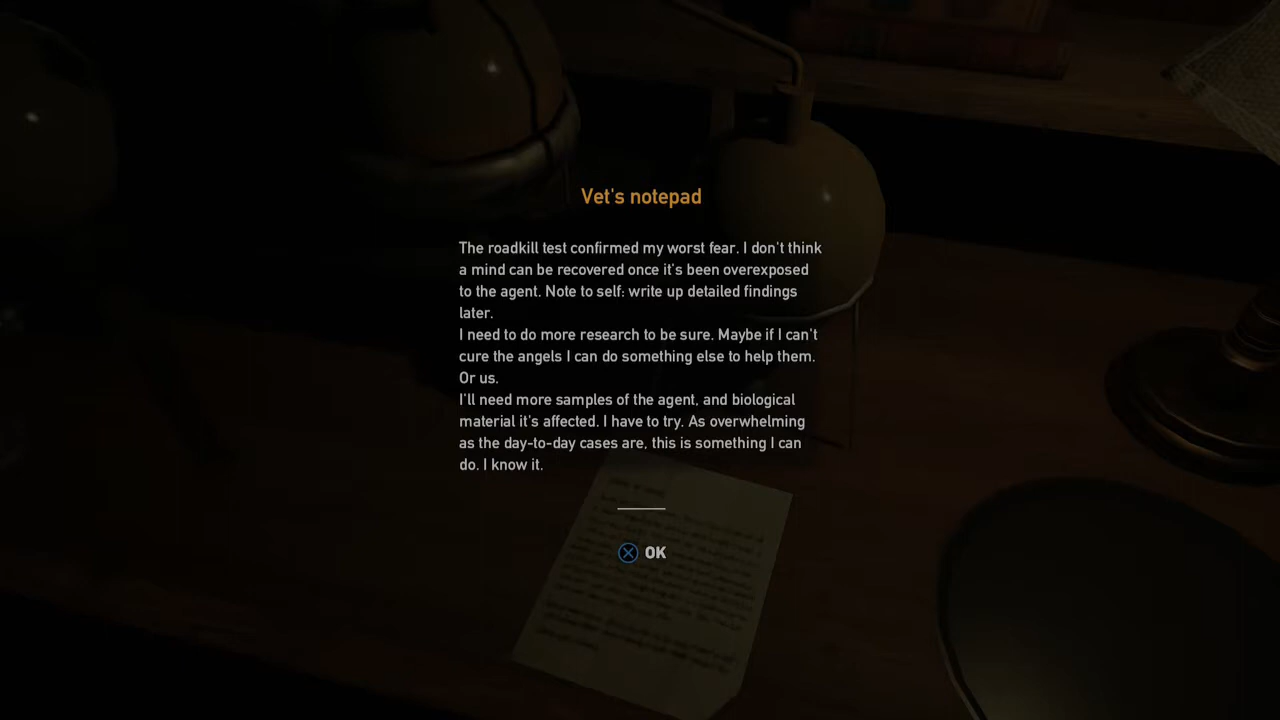 Vet's notepad
The roadkill test confirmed my worst fear. I don't think
a mind can be recovered once it's been overexposed
to the agent. Note to self: write up detailed findings
later.
I need to do more research to be sure. Maybe if I can't
cure the angels I can do something else to help them.
Or us.
I'll need more samples of the agent, and biological
material it's affected. I have to try. As overwhelming
as the day-to-day cases are, this is something I can
do. I know it.
OK